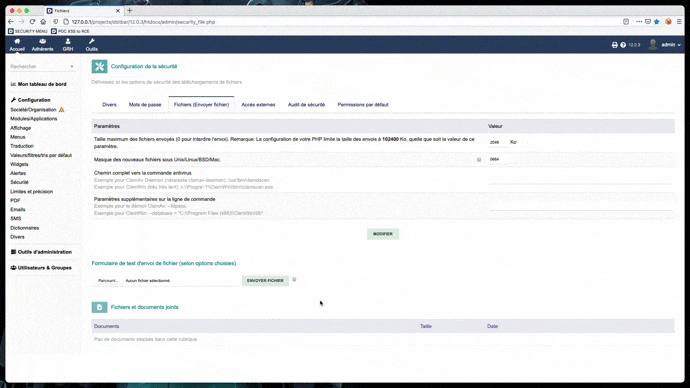 Fichiers
127.0.0.1/projects/dolibar/12.0.3/htdocs/admin/security_file.php
SECURITY MENU POC XSS to RCE
Accueil Adhérents GRH Outils
12.0.3 admin
Rechercher
Mon tableau de bord
Configuration
Société/Organisation
Modules/Applications
Affichage
Menus
Traduction
Valeurs/filtres/tris par défaut
Widgets
Alertes
Sécurité
Limites et précision
PDF
Emails
SMS
Dictionnaires
Divers
Outils d'administration
Utilisateurs & Groupes
Configuration de la sécurité
Définissez ici les options de sécurité des téléchargements de fichiers.
Divers Mots de passe Fichiers (Envoyer fichier) Accès externes Audit de sécurité Permissions par défaut
Paramètres Valeur
Taille maximum des fichiers envoyés (0 pour interdire l'envoi). Remarque: La configuration de votre PHP limite la taille des envois à 102400 Ko, quelle que soit la valeur de ce
paramètre.
2048 Ko
Masque des nouveaux fichiers sous Unix/Linux/BSD/Mac. 0664
Chemin complet vers la commande antivirus
Exemple pour ClamAv Daemon (nécessite clamav-daemon): /usr/bin/clamdscan
Exemple pour ClamWin (très très lent): c:\Progra~1\ClamWin\bin\clamscan.exe
Paramètres supplémentaires sur la ligne de commande
Exemple pour le démon ClamAv: --fdpass
Exemple pour ClamWin: --database = "C:\Program Files (x86)\ClamWin\lib"
MODIFIER
Formulaire de test d'envoi de fichier (selon options choisies)
Parcourir... Aucun fichier sélectionné. ENVOYER FICHIER
Fichiers et documents joints
Documents Taille Date
Pas de documents stockés dans cette rubrique